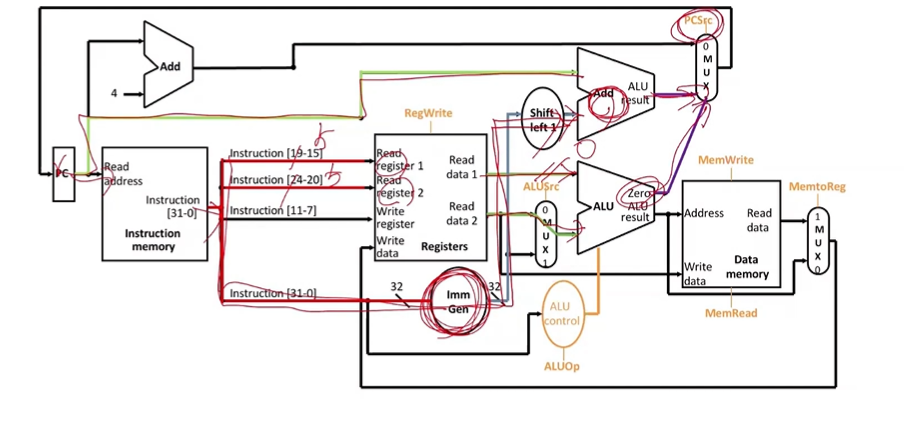 PCSrc
0
M
U
X
Add
4
ALU
result
Add
Shift
left 1
RegWrite
PC
Read
address
Instruction
[31-0]
Instruction
memory
Instruction [19-15]
5
Instruction [24-20]
5
Instruction [11-7]
Instruction [31-0]
Read
register 1
Read
register 2
Write
register
Write
data
Read
data 1
Read
data 2
Registers
ALUSrc
0
M
U
X
1
Zero
ALU
ALU
result
MemWrite
Address
Read
data
Write
data
Data
memory
MemRead
MemtoReg
1
M
U
X
0
32
Imm
Gen
32
ALU
control
ALUOp